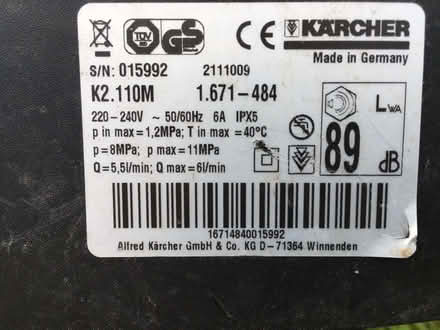 TÜV
GS
CE
KÄRCHER
Made in Germany
S/N: 015992 2111009
K2.110M 1.671-484
220-240V ~ 50/60Hz 6A IPX5
p in max=1,2MPa; T in max=40°C
p=8MPa; p max=11MPa
Q=5,5l/min; Q max=6l/min
LWA
89
dB
16714840015992
Alfred Kärcher GmbH & Co. KG D-71364 Winnenden